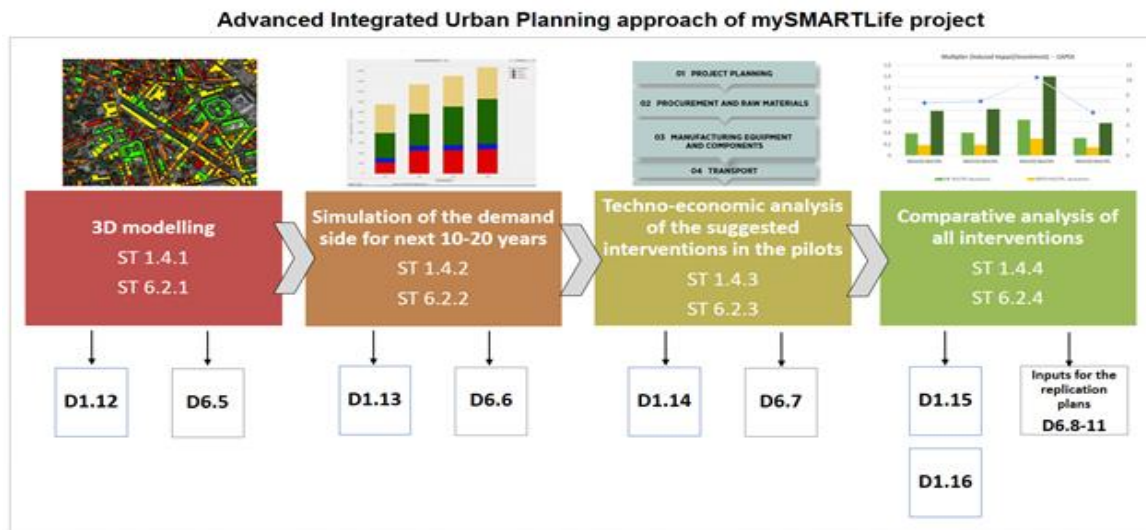 Advanced Integrated Urban Planning approach of mySMARTLife project
01 PROJECT PLANNING
02 PROCUREMENT AND RAW MATERIALS
03 MANUFACTURING EQUIPMENT
AND COMPONENTS
04 TRANSPORT
3D modelling
ST 1.4.1
ST 6.2.1
Simulation of the demand
side for next 10-20 years
ST 1.4.2
ST 6.2.2
Techno-economic analysis
of the suggested
interventions in the pilots
ST 1.4.3
ST 6.2.3
Comparative analysis of
all interventions
ST 1.4.4
ST 6.2.4
D1.12
D6.5
D1.13
D6.6
D1.14
D6.7
D1.15
Inputs for the
replication
plans
D6.8-11
D1.16